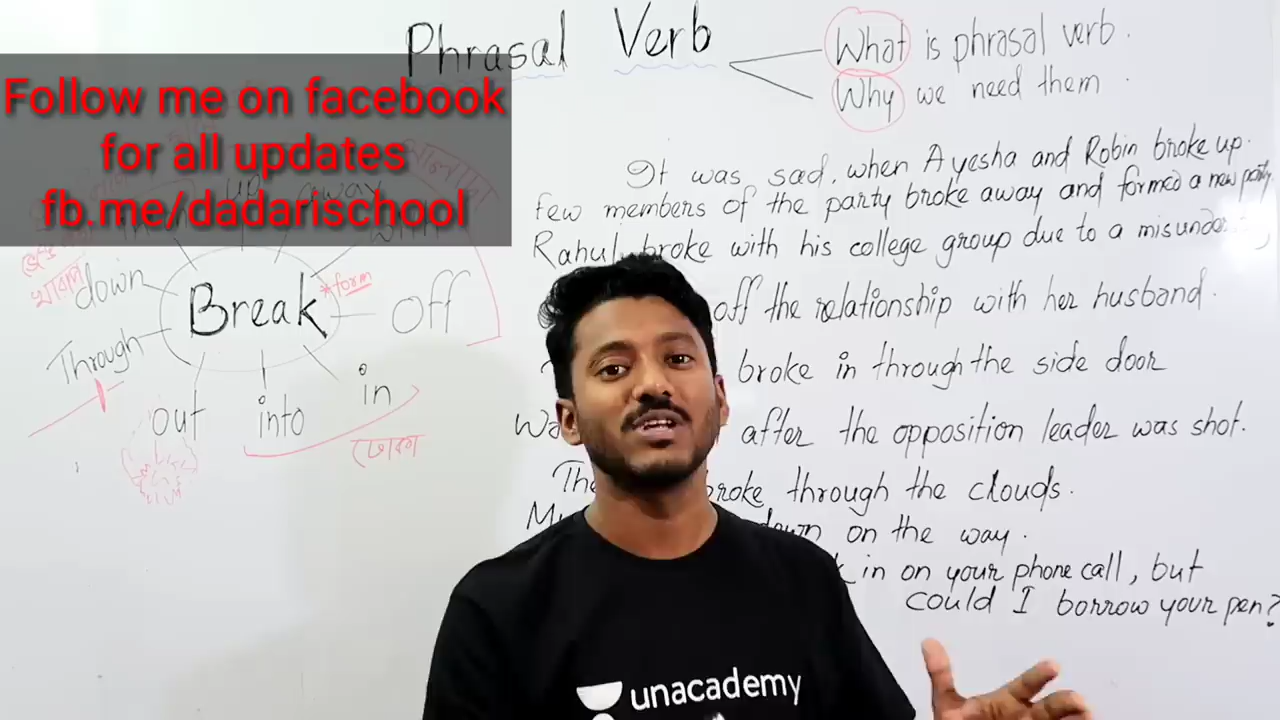 Phrasal Verb
What is phrasal verb.
Why we need them
Follow me on facebook
for all updates
fb.me/dadarischool
It was sad, when Ayesha and Robin broke up.
few members of the party broke away and formed a new party.
Rahul broke with his college group due to a
off the relationship with her husband.
broke in through the side door
after the opposition leader was shot.
broke through the clouds.
down on the way.
in on your phone call, but
could I borrow your pen?
up away
down
Break
*form
off
Through
out
into
in
ঢোকা
unacademy